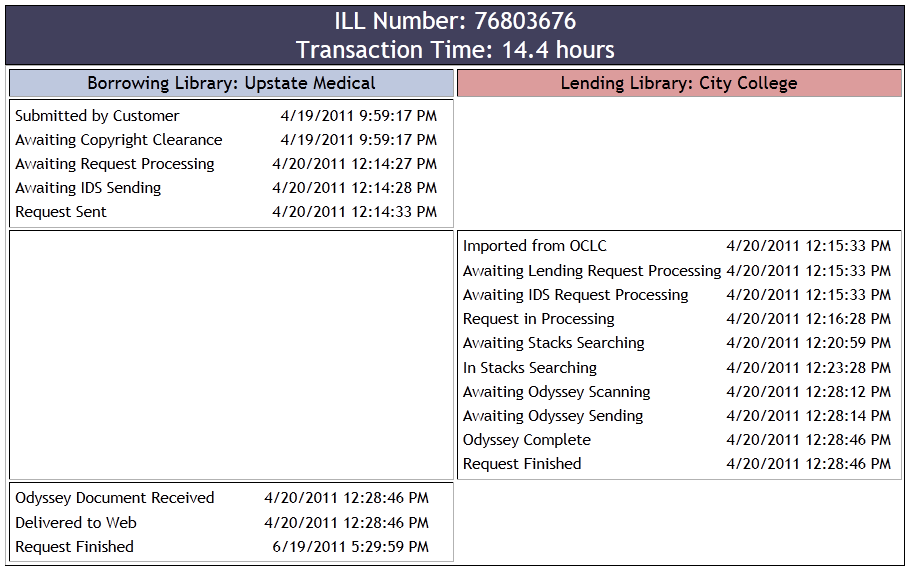 ILL Number: 76803676
Transaction Time: 14.4 hours
Borrowing Library: Upstate Medical
Lending Library: City College
Submitted by Customer 4/19/2011 9:59:17 PM
Awaiting Copyright Clearance 4/19/2011 9:59:17 PM
Awaiting Request Processing 4/20/2011 12:14:27 PM
Awaiting IDS Sending 4/20/2011 12:14:28 PM
Request Sent 4/20/2011 12:14:33 PM
Imported from OCLC 4/20/2011 12:15:33 PM
Awaiting Lending Request Processing 4/20/2011 12:15:33 PM
Awaiting IDS Request Processing 4/20/2011 12:15:33 PM
Request in Processing 4/20/2011 12:16:28 PM
Awaiting Stacks Searching 4/20/2011 12:20:59 PM
In Stacks Searching 4/20/2011 12:23:28 PM
Awaiting Odyssey Scanning 4/20/2011 12:28:12 PM
Awaiting Odyssey Sending 4/20/2011 12:28:14 PM
Odyssey Complete 4/20/2011 12:28:46 PM
Request Finished 4/20/2011 12:28:46 PM
Odyssey Document Received 4/20/2011 12:28:46 PM
Delivered to Web 4/20/2011 12:28:46 PM
Request Finished 6/19/2011 5:29:59 PM